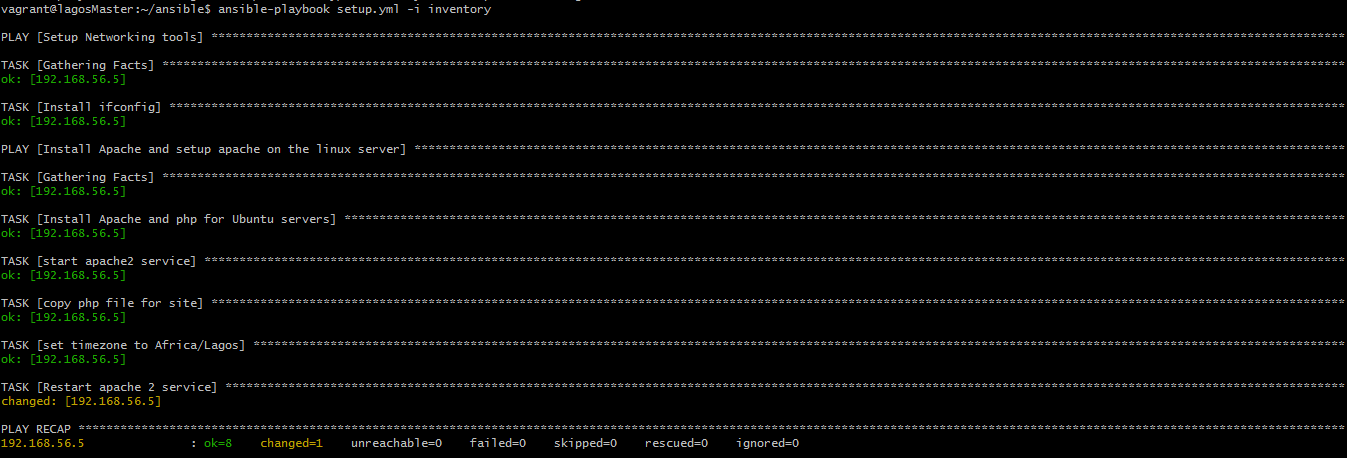 vagrant@lagosMaster:~/ansible$ ansible-playbook setup.yml -i inventory
PLAY [Setup Networking tools] ******************************************************************************************************************************************************************
TASK [Gathering Facts] *************************************************************************************************************************************************************************
ok: [192.168.56.5]
TASK [Install ifconfig] ************************************************************************************************************************************************************************
ok: [192.168.56.5]
PLAY [Install Apache and setup apache on the linux server] *************************************************************************************************************************************
TASK [Gathering Facts] *************************************************************************************************************************************************************************
ok: [192.168.56.5]
TASK [Install Apache and php for Ubuntu servers] ***********************************************************************************************************************************************
ok: [192.168.56.5]
TASK [start apache2 service] *******************************************************************************************************************************************************************
ok: [192.168.56.5]
TASK [copy php file for site] ******************************************************************************************************************************************************************
ok: [192.168.56.5]
TASK [set timezone to Africa/Lagos] ************************************************************************************************************************************************************
ok: [192.168.56.5]
TASK [Restart apache 2 service] ****************************************************************************************************************************************************************
changed: [192.168.56.5]
PLAY RECAP *************************************************************************************************************************************************************************************
192.168.56.5               : ok=8    changed=1    unreachable=0    failed=0    skipped=0    rescued=0    ignored=0